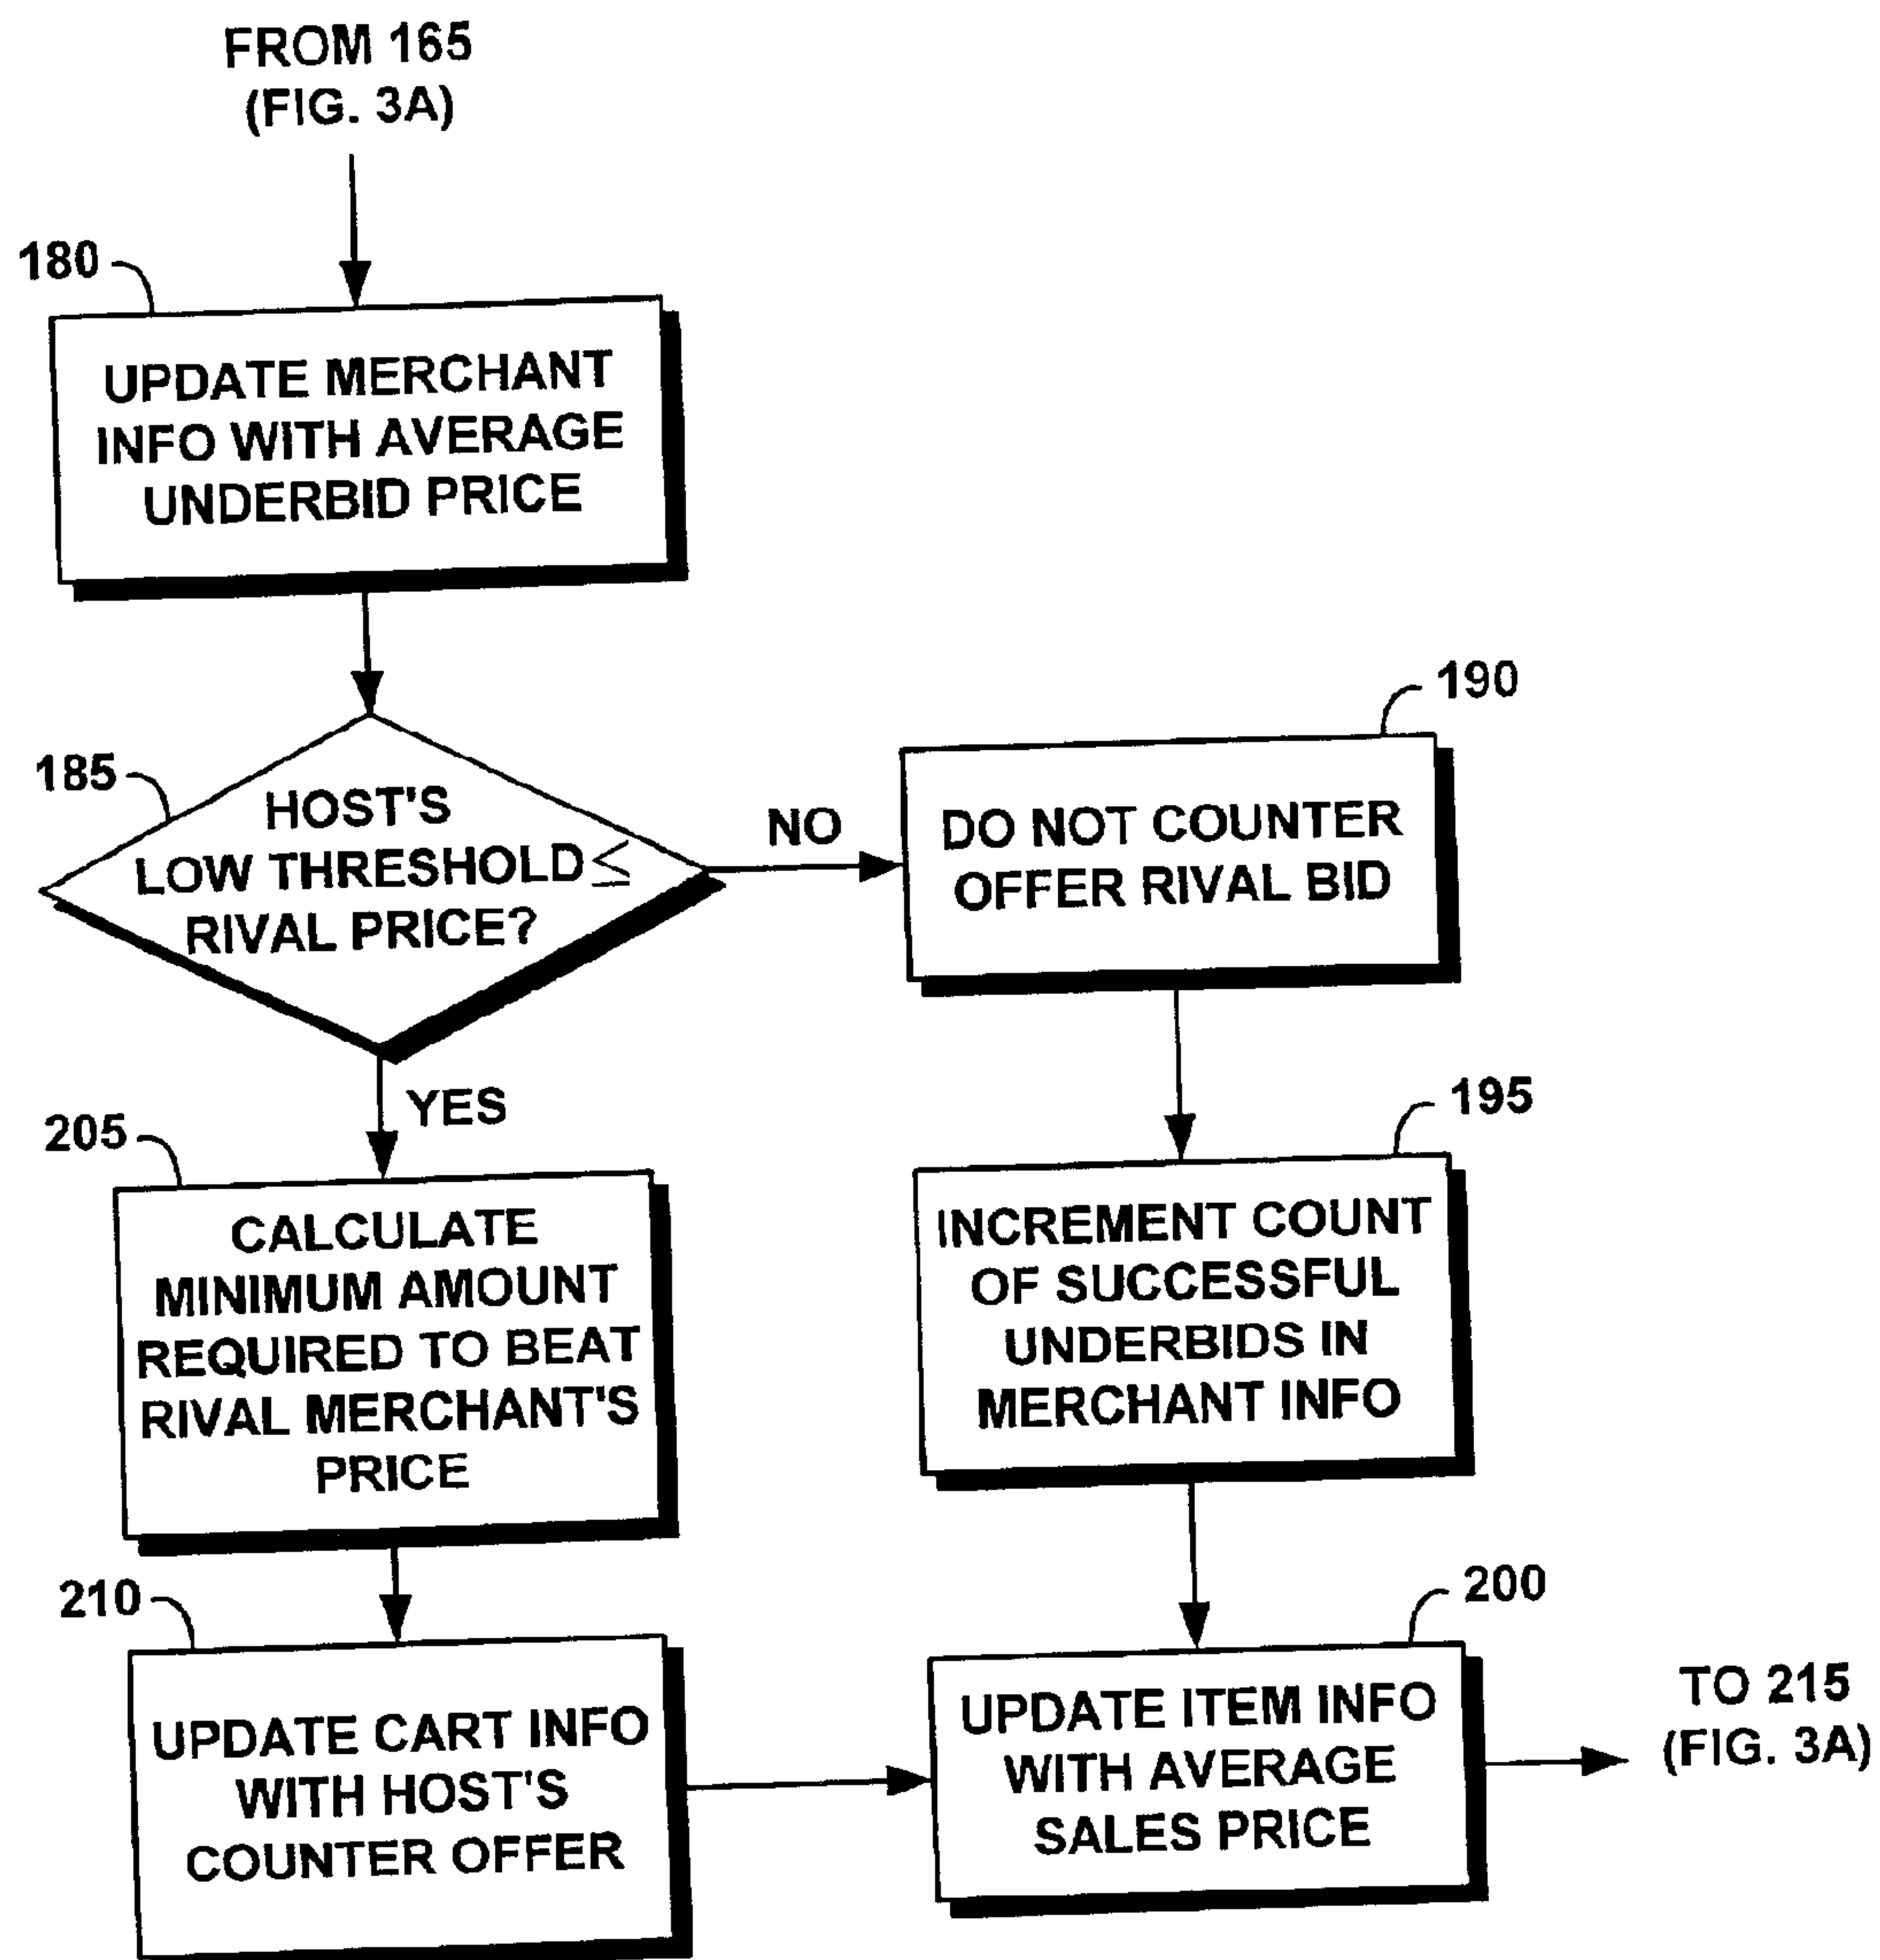 FROM 165
(FIG. 3A)
180
UPDATE MERCHANT
INFO WITH AVERAGE
UNDERBID PRICE
185
HOST'S
LOW THRESHOLD ≤
RIVAL PRICE?
NO
190
DO NOT COUNTER
OFFER RIVAL BID
YES
205
CALCULATE
MINIMUM AMOUNT
REQUIRED TO BEAT
RIVAL MERCHANT'S
PRICE
195
INCREMENT COUNT
OF SUCCESSFUL
UNDERBIDS IN
MERCHANT INFO
210
UPDATE CART INFO
WITH HOST'S
COUNTER OFFER
200
UPDATE ITEM INFO
WITH AVERAGE
SALES PRICE
TO 215
(FIG. 3A)